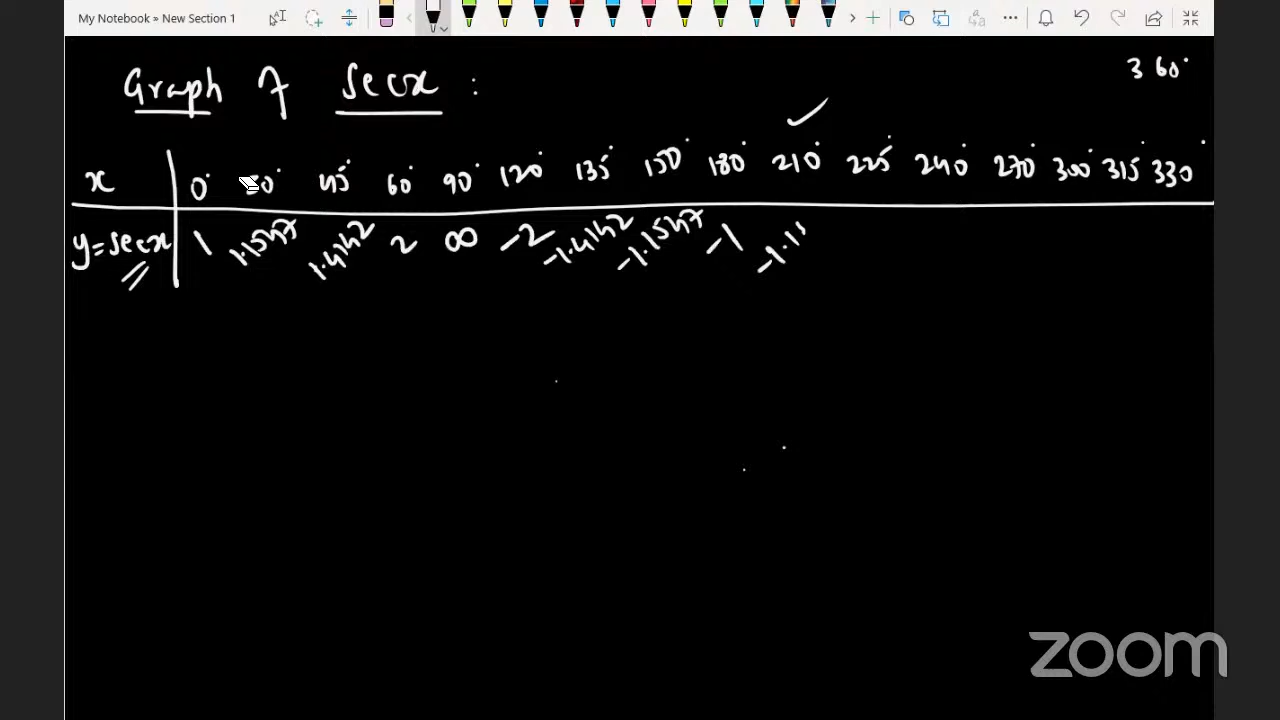 My Notebook » New Section 1
360°
Graph of Secx :
x 0° 30° 45° 60° 90° 120° 135° 150° 180° 210° 225° 240° 270° 300° 315° 330°
y=secx 1 1.1547 1.4142 2 ∞ -2 -1.4142 -1.1547 -1 -1.11
zoom